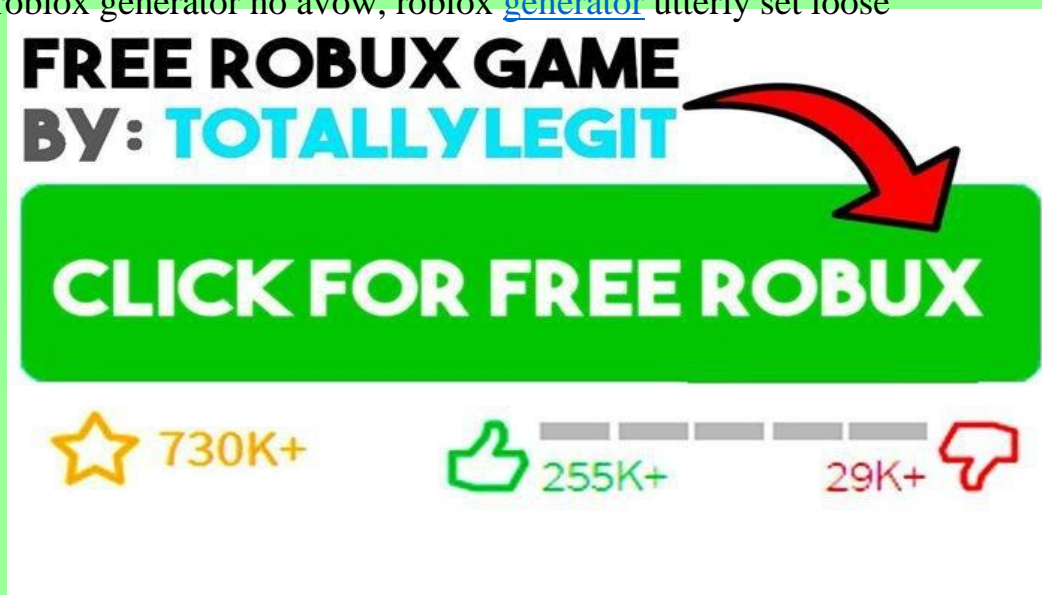 roblox generator no avow, roblox generator utterly set loose
FREE ROBUX GAME
BY: TOTALLYLEGIT
CLICK FOR FREE ROBUX
730K+
255K+
29K+